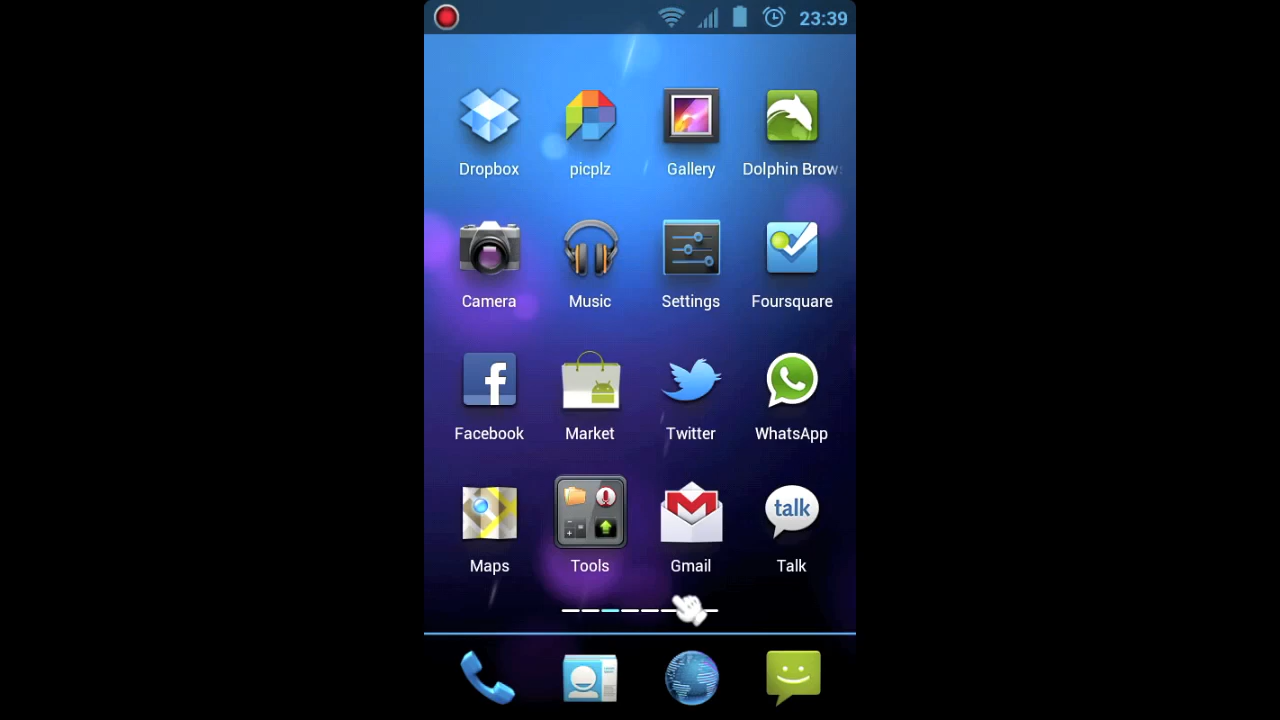 23:39
Dropbox picplz Gallery Dolphin Brow
Camera Music Settings Foursquare
Facebook Market Twitter WhatsApp
talk
Maps Tools Gmail Talk